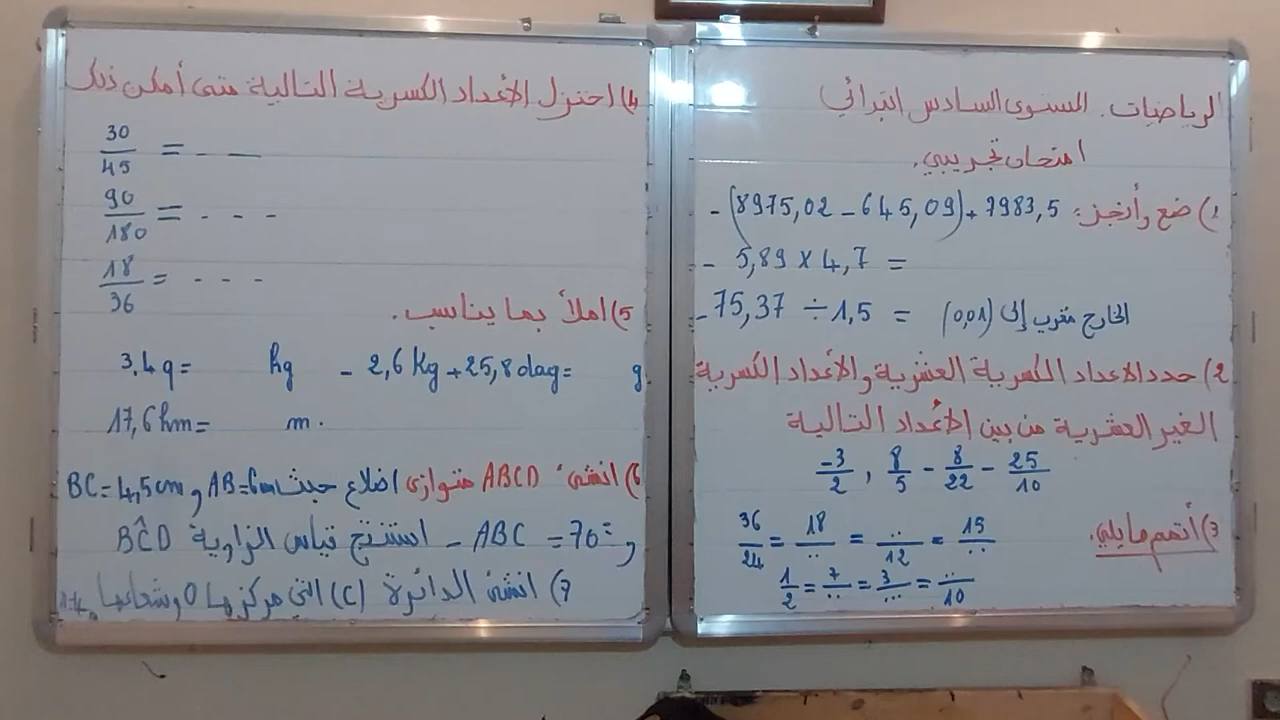 الرياضيات. المستوى السادس ابتدائي
امتحان تجريبي.
1) ضع وأنجز: - (8975,02 - 645,09) + 7983,5
- 5,89 × 4,7 =
- 75,37 ÷ 1,5 = (0,01) الخارج مقرب إلى
2) حدد الاعداد الكسرية العشرية والأعداد الكسرية
الغير العشرية من بين الأعداد التالية
-3/2 , 8/5 - 8/22 - 25/10
3) أتمم ما يلي.
36/24 = 18/.. = ../12 = 15/..
1/2 = 7/.. = 3/... = ../10
4) اختزل الأعداد الكسرية التالية متى أمكن ذلك
30/45 = - — —
90/180 = - - - -
18/36 = - - -
5) املأ بما يناسب.
3,4q = hg - 2,6 Kg + 25,8 dag = g
17,6 hm = m .
6) انشئ ABCD متوازي اضلاع حيث AB=6m و BC=4,5cm
و ABC = 70° - استنتج قياس الزاوية BĈD
7) انشئ الدائرة (C) التي مركزها O وشعاعها